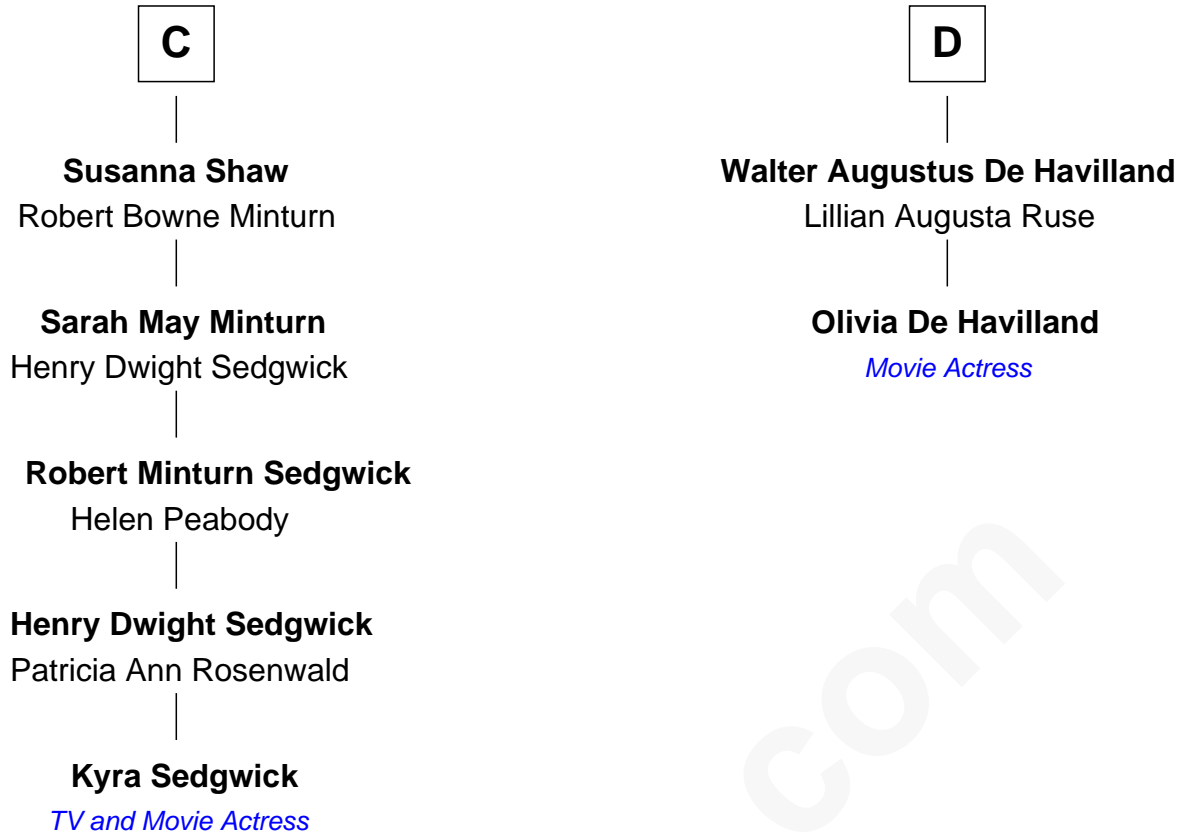 C
Susanna Shaw
Robert Bowne Minturn
Sarah May Minturn
Henry Dwight Sedgwick
Robert Minturn Sedgwick
Helen Peabody
Henry Dwight Sedgwick
Patricia Ann Rosenwald
Kyra Sedgwick
TV and Movie Actress
D
Walter Augustus De Havilland
Lillian Augusta Ruse
Olivia De Havilland
Movie Actress
com